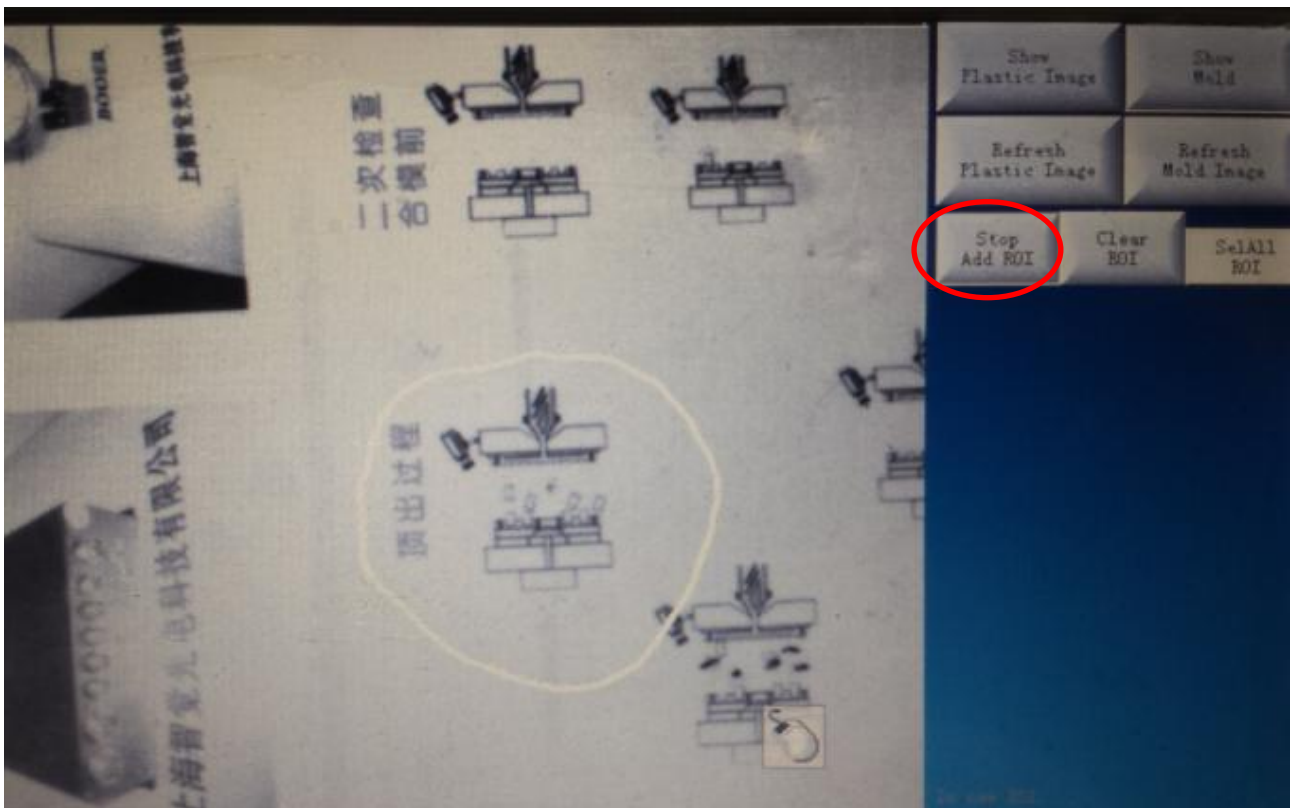 二次检查
合模前
顶出过程
上海智觉光电科技有限公司
Show
Plastic Image
Show
Mold
Refresh
Plastic Image
Refresh
Mold Image
Stop
Add ROI
Clear
ROI
SelAll
ROI